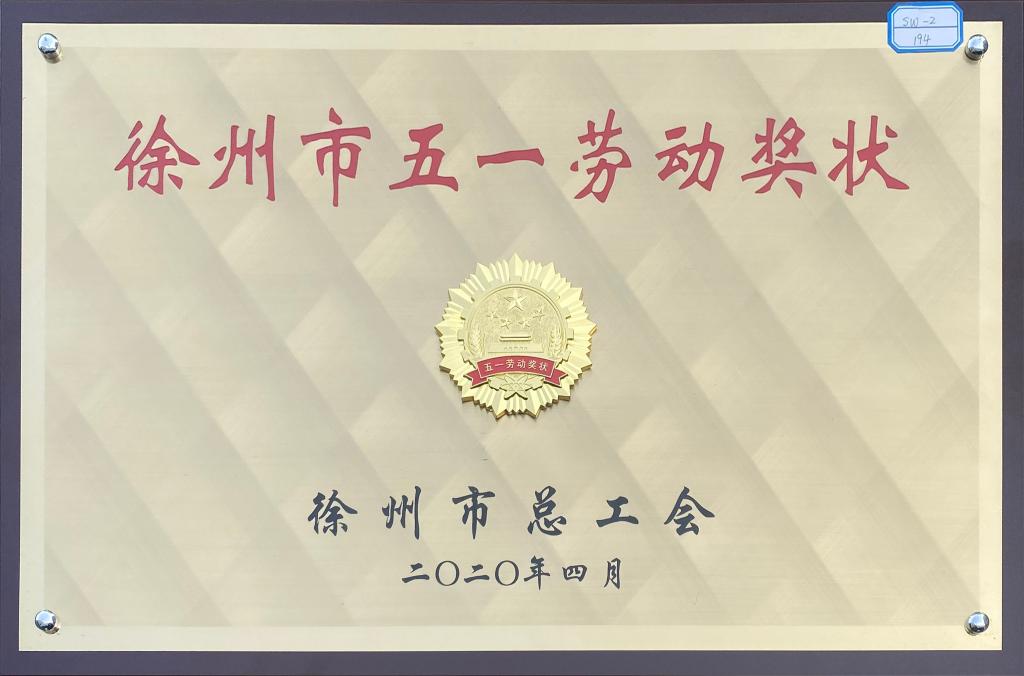 SW-2
194
徐州市五一劳动奖状
五一劳动奖状
徐州市总工会
二〇二〇年四月